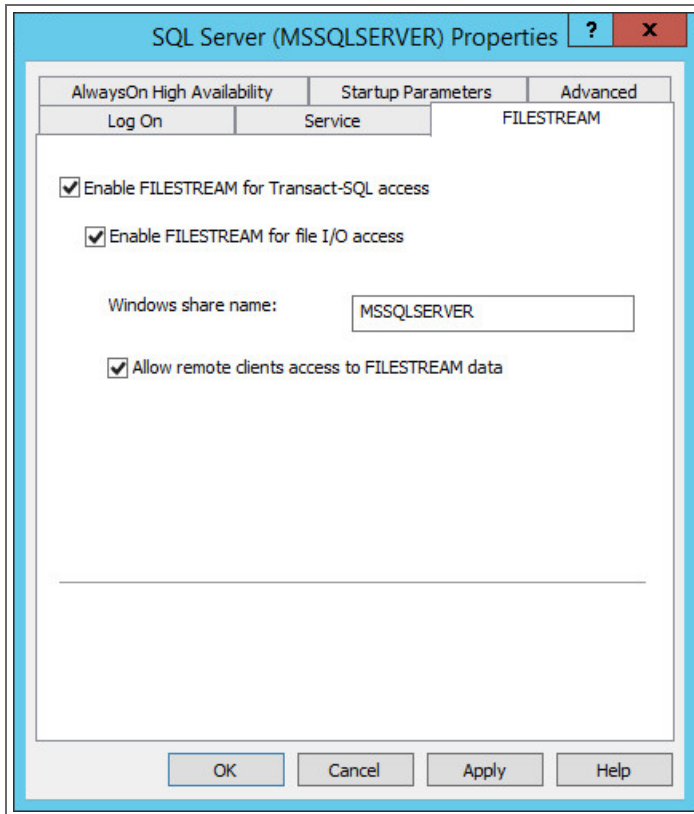 SQL Server (MSSQLSERVER) Properties ? x
AlwaysOn High Availability Startup Parameters Advanced
Log On Service FILESTREAM
Enable FILESTREAM for Transact-SQL access
Enable FILESTREAM for file I/O access
Windows share name: MSSQLSERVER
Allow remote clients access to FILESTREAM data
OK Cancel Apply Help